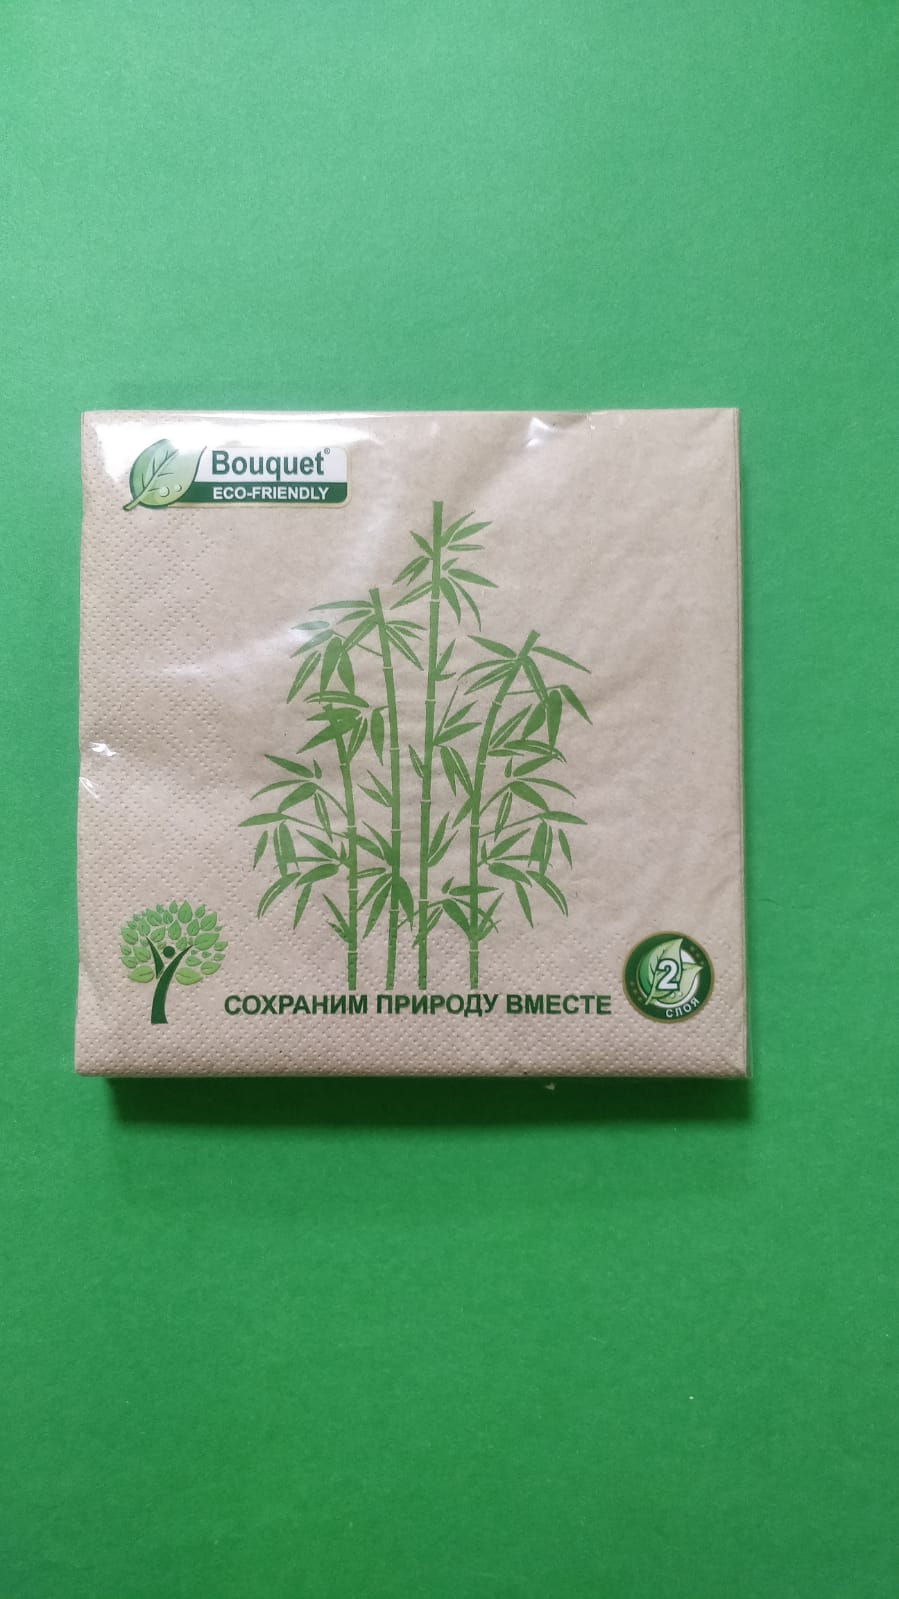 Bouquet®
ECO-FRIENDLY
СОХРАНИМ ПРИРОДУ ВМЕСТЕ
2
СЛОЯ